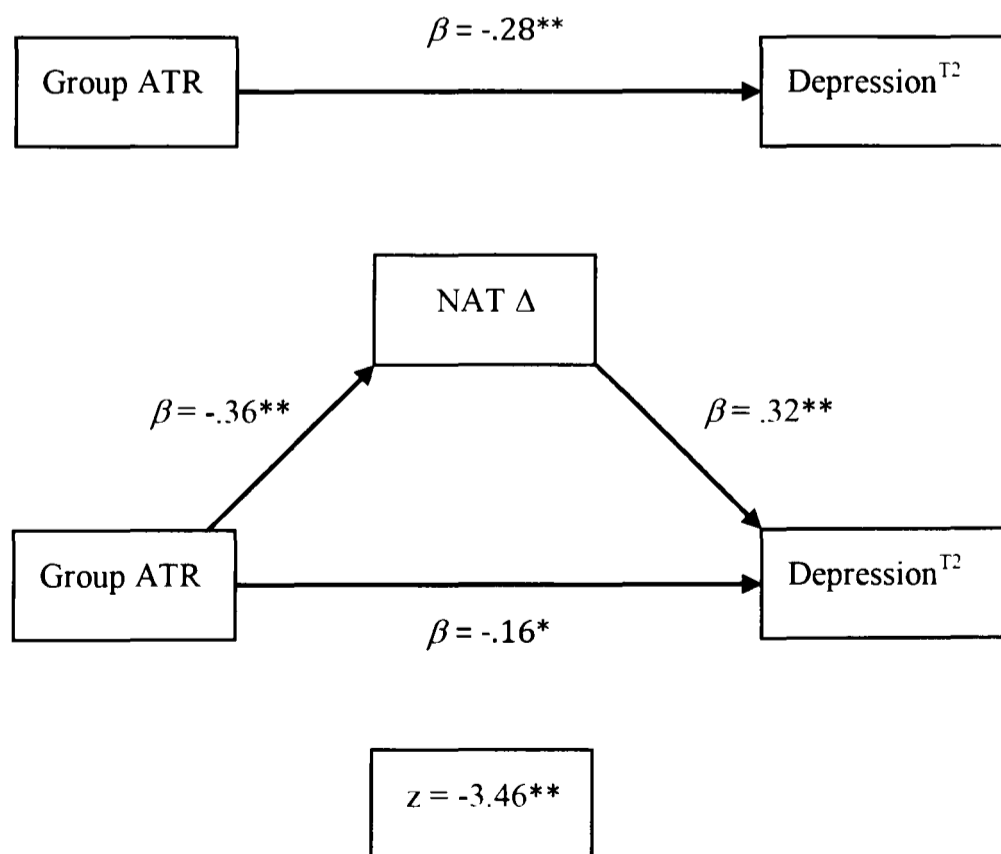 β = -.28**
Group ATR
Depression^T2
NAT Δ
β = -.36**
β = .32**
Group ATR
Depression^T2
β = -.16*
z = -3.46**